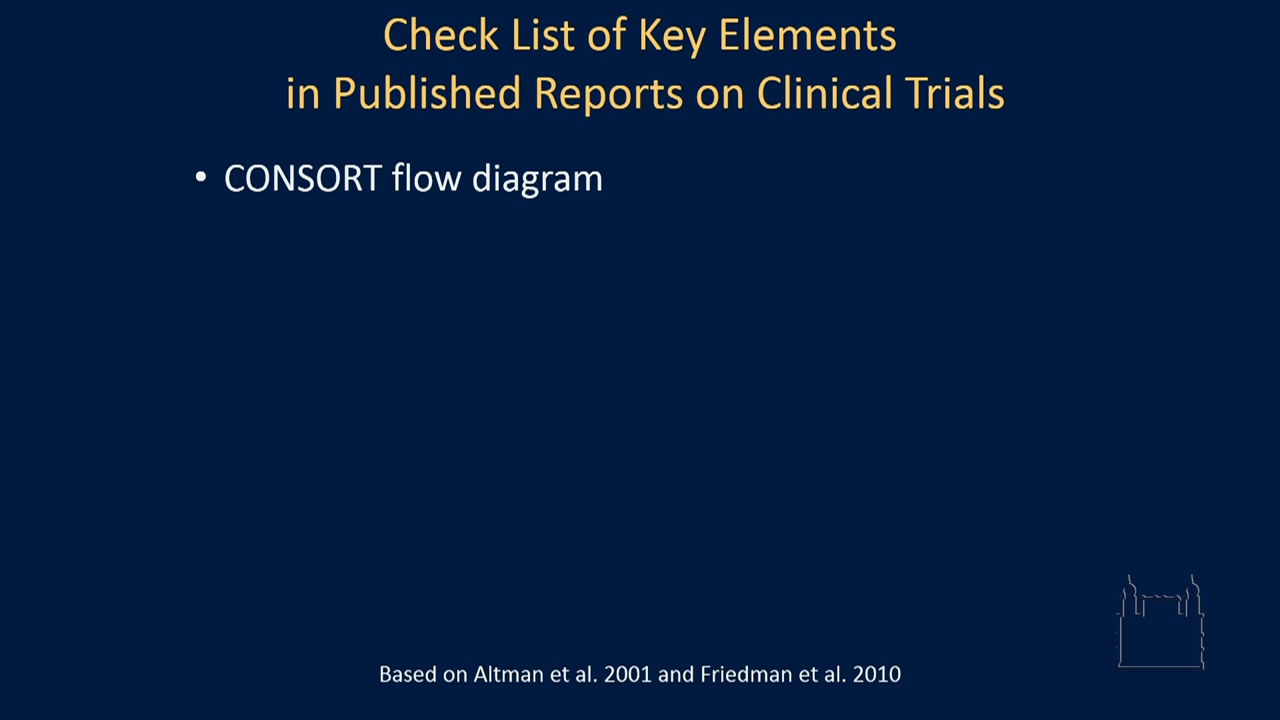 Check List of Key Elements
in Published Reports on Clinical Trials
• CONSORT flow diagram
Based on Altman et al. 2001 and Friedman et al. 2010